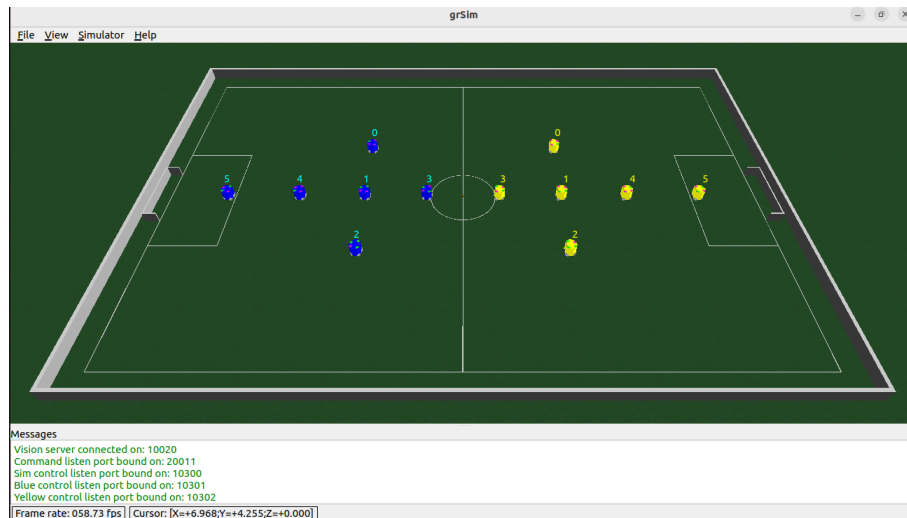 grSim
File View Simulator Help
0 0
5 4 1 3 3 1 4 5
2 2
Messages
Vision server connected on: 10020
Command listen port bound on: 20011
Sim control listen port bound on: 10300
Blue control listen port bound on: 10301
Yellow control listen port bound on: 10302
Frame rate: 058.73 fps Cursor: [X=+6.968;Y=+4.255;Z=+0.000]